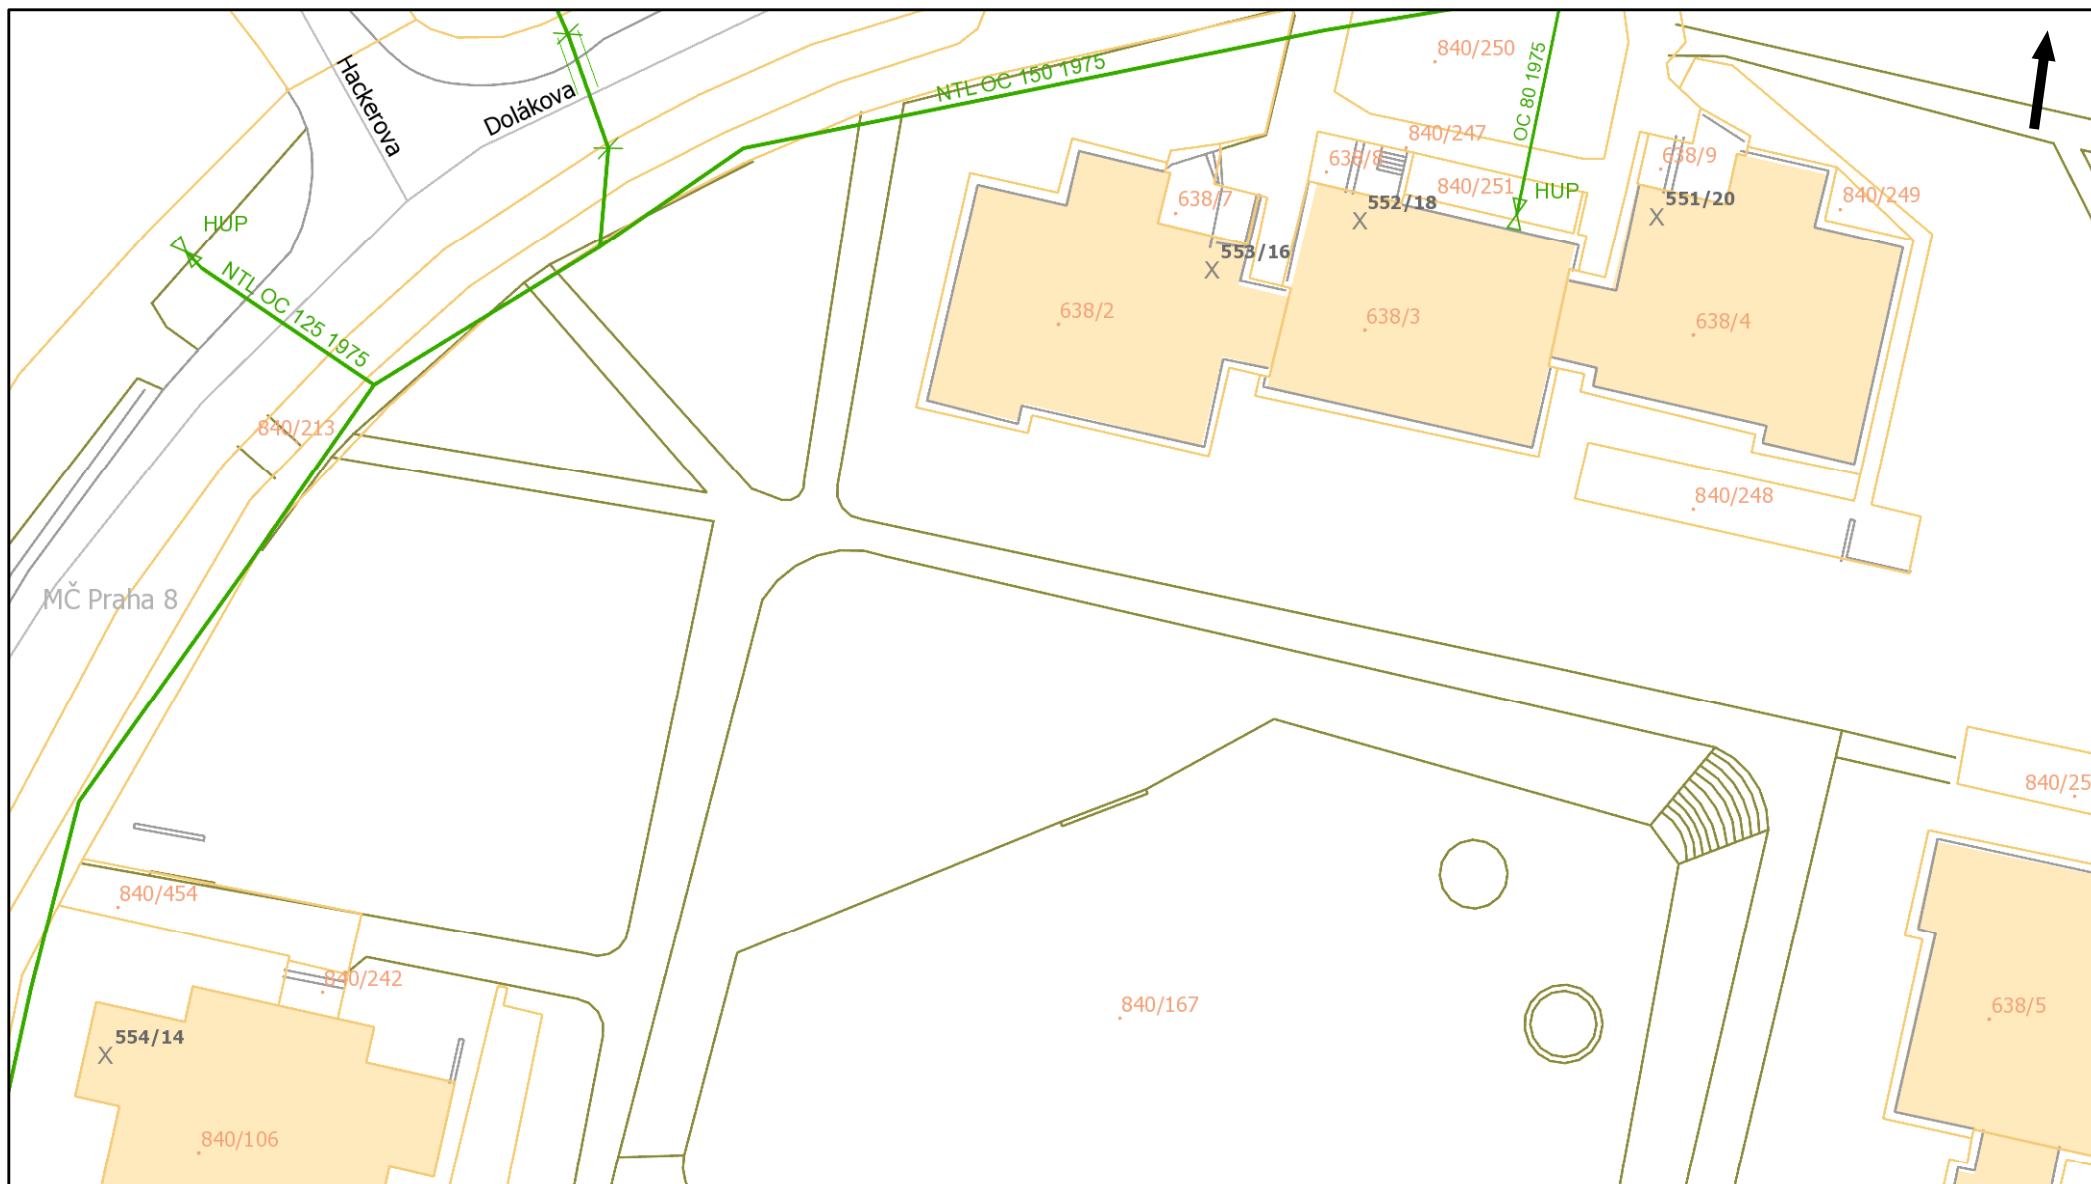 Hackerova
Dolákova
NTL OC 150 1975
840/250
OC 80 1975
840/247
638/8
638/9
840/251
HUP
552/18
551/20
840/249
638/7
HUP
553/16
NTL OC 125 1975
638/2
638/3
638/4
840/213
840/248
MČ Praha 8
840/25
840/454
840/242
840/167
638/5
554/14
840/106